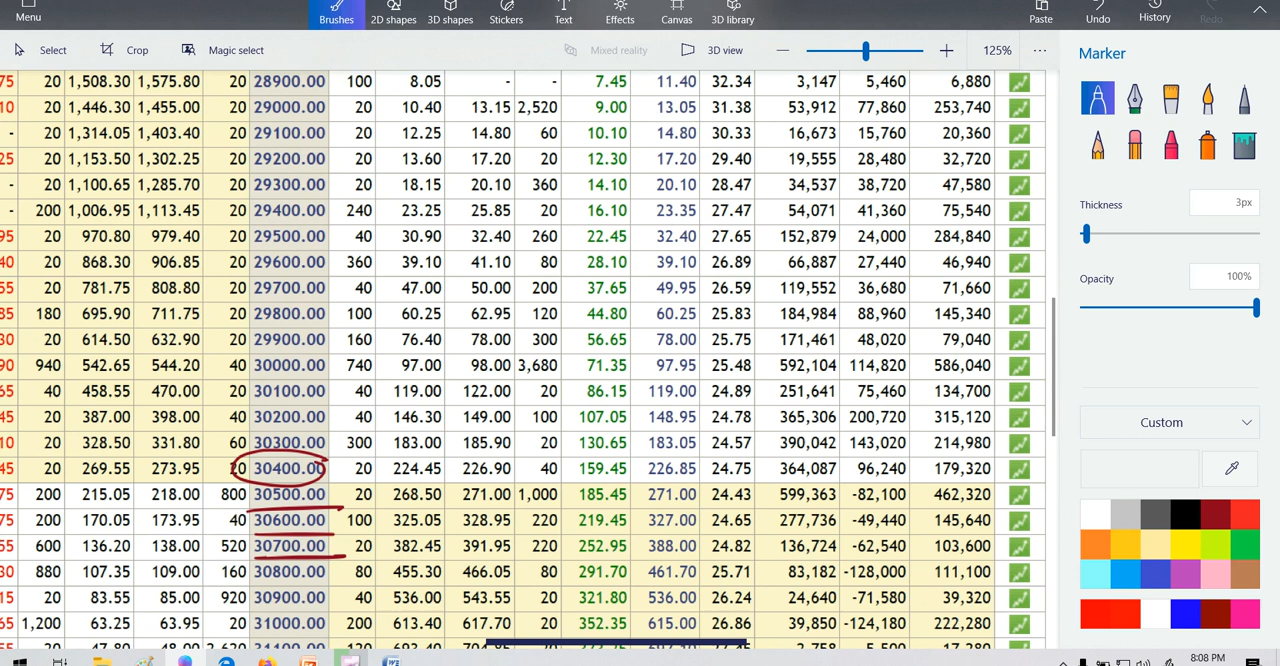 Menu Brushes 2D shapes 3D shapes Stickers Text Effects Canvas 3D library Paste Undo History Redo
Select Crop Magic select Mixed reality 3D view 125% ···
Marker
Thickness 3px
Opacity 100%
Custom
75 20 1,508.30 1,575.80 20 28900.00 100 8.05 - - 7.45 11.40 32.34 3,147 5,460 6,880
10 20 1,446.30 1,455.00 20 29000.00 20 10.40 13.15 2,520 9.00 13.05 31.38 53,912 77,860 253,740
- 20 1,314.05 1,403.40 20 29100.00 20 12.25 14.80 60 10.10 14.80 30.33 16,673 15,760 20,360
25 20 1,153.50 1,302.25 20 29200.00 20 13.60 17.20 20 12.30 17.20 29.40 19,555 28,480 32,720
- 20 1,100.65 1,285.70 20 29300.00 20 18.15 20.10 360 14.10 20.10 28.47 34,537 38,720 47,580
- 200 1,006.95 1,113.45 20 29400.00 240 23.25 25.85 20 16.10 23.35 27.47 54,071 41,360 75,540
95 20 970.80 979.40 20 29500.00 40 30.90 32.40 260 22.45 32.40 27.65 152,879 24,000 284,840
40 20 868.30 906.85 20 29600.00 360 39.10 41.10 80 28.10 39.10 26.89 66,887 27,440 46,940
55 20 781.75 808.80 20 29700.00 40 47.00 50.00 200 37.65 49.95 26.59 119,552 36,680 71,660
85 180 695.90 711.75 20 29800.00 100 60.25 62.95 120 44.80 60.25 25.83 184,984 88,960 145,340
30 20 614.50 632.90 20 29900.00 160 76.40 78.00 300 56.65 78.00 25.75 171,461 48,020 79,040
90 940 542.65 544.20 40 30000.00 740 97.00 98.00 3,680 71.35 97.95 25.48 592,104 114,820 586,040
65 40 458.55 470.00 20 30100.00 40 119.00 122.00 20 86.15 119.00 24.89 251,641 75,460 134,700
45 20 387.00 398.00 40 30200.00 40 146.30 149.00 100 107.05 148.95 24.78 365,306 200,720 315,120
10 20 328.50 331.80 60 30300.00 300 183.00 185.90 20 130.65 183.05 24.57 390,042 143,020 214,980
45 20 269.55 273.95 20 30400.00 20 224.45 226.90 40 159.45 226.85 24.75 364,087 96,240 179,320
75 200 215.05 218.00 800 30500.00 20 268.50 271.00 1,000 185.45 271.00 24.43 599,363 -82,100 462,320
75 200 170.05 173.95 40 30600.00 100 325.05 328.95 220 219.45 327.00 24.65 277,736 -49,440 145,640
55 600 136.20 138.00 520 30700.00 20 382.45 391.95 220 252.95 388.00 24.82 136,724 -62,540 103,600
30 880 107.35 109.00 160 30800.00 80 455.30 466.05 80 291.70 461.70 25.71 83,182 -128,000 111,100
15 20 83.55 85.00 920 30900.00 40 536.00 543.55 20 321.80 536.00 26.24 24,640 -71,580 39,320
65 1,200 63.25 63.95 20 31000.00 200 613.40 617.70 20 352.35 615.00 26.86 39,850 -124,180 222,280
8:08 PM